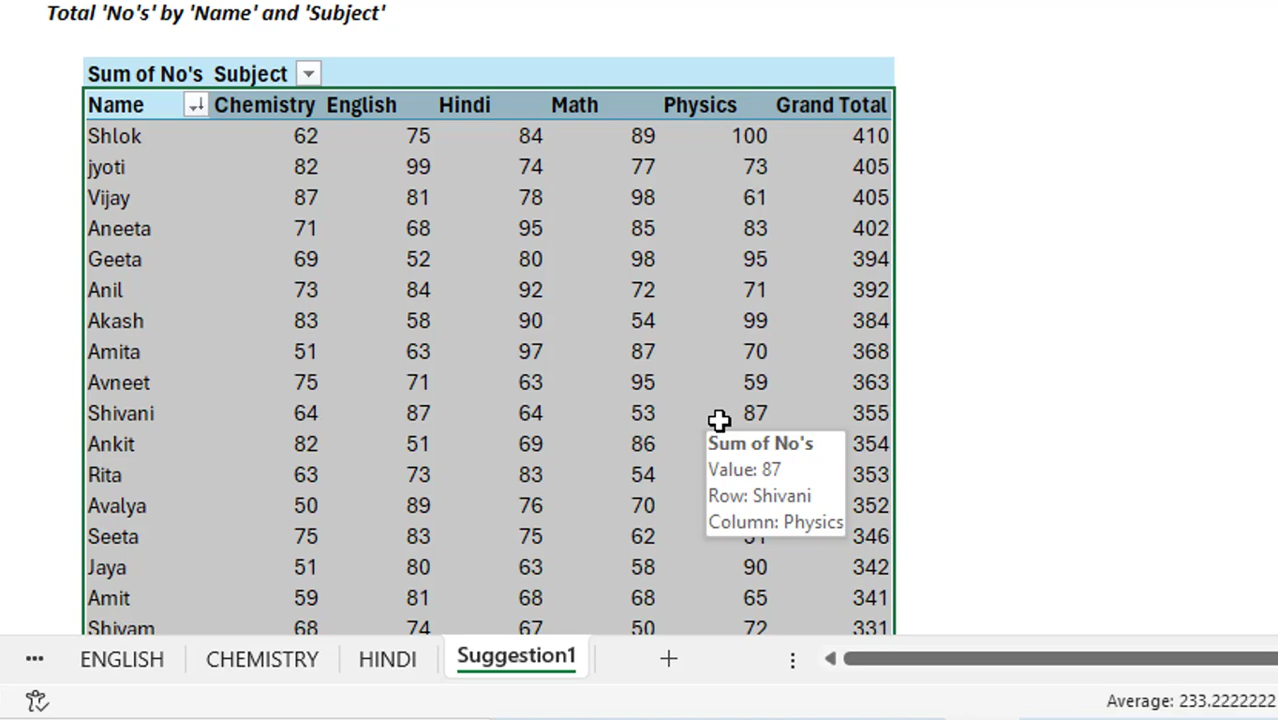 Total 'No's' by 'Name' and 'Subject'
Sum of No's Subject
Name Chemistry English Hindi Math Physics Grand Total
Shlok 62 75 84 89 100 410
jyoti 82 99 74 77 73 405
Vijay 87 81 78 98 61 405
Aneeta 71 68 95 85 83 402
Geeta 69 52 80 98 95 394
Anil 73 84 92 72 71 392
Akash 83 58 90 54 99 384
Amita 51 63 97 87 70 368
Avneet 75 71 63 95 59 363
Shivani 64 87 64 53 87 355
Ankit 82 51 69 86 354
Rita 63 73 83 54 353
Avalya 50 89 76 70 352
Seeta 75 83 75 62 346
Sum of No's
Value: 87
Row: Shivani
Column: Physics
Jaya 51 80 63 58 90 342
Amit 59 81 68 68 65 341
Shivam 68 74 67 50 72 331
ENGLISH CHEMISTRY HINDI Suggestion1
Average: 233.2222222